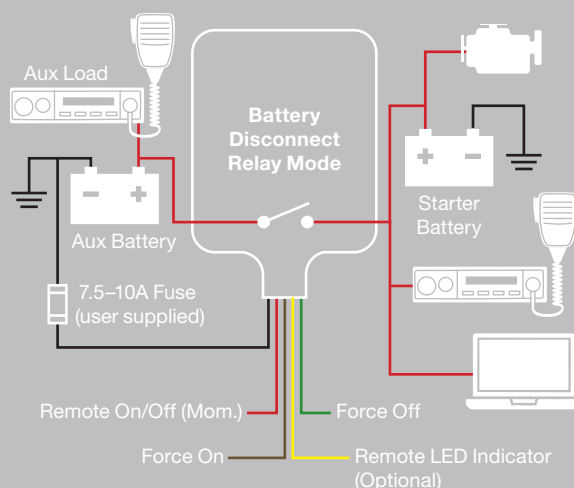 Aux Load
Battery
Disconnect
Relay Mode
+ -
- +
Starter
Battery
Aux Battery
7.5–10A Fuse
(user supplied)
Remote On/Off (Mom.)
Force Off
Force On
Remote LED Indicator
(Optional)